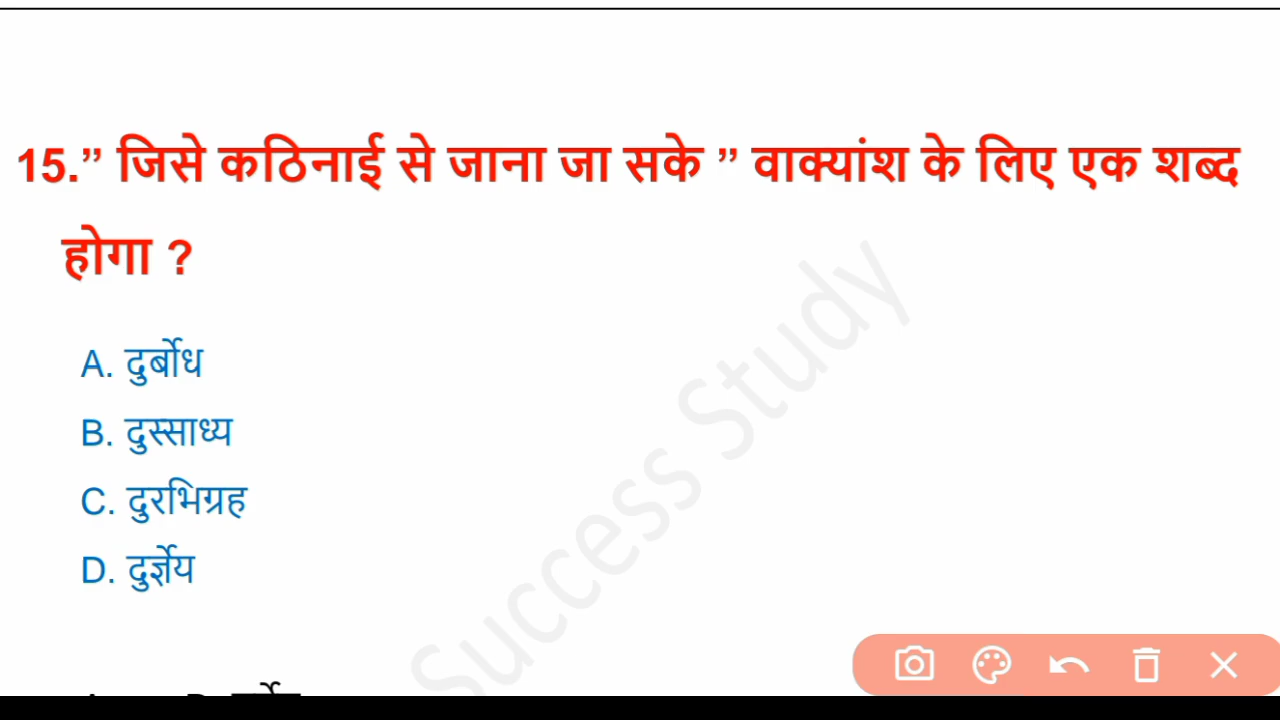 15.” जिसे कठिनाई से जाना जा सके ” वाक्यांश के लिए एक शब्द
होगा ?
A. दुर्बोध
B. दुस्साध्य
C. दुरभिग्रह
D. दुर्ज्ञेय
Success Study